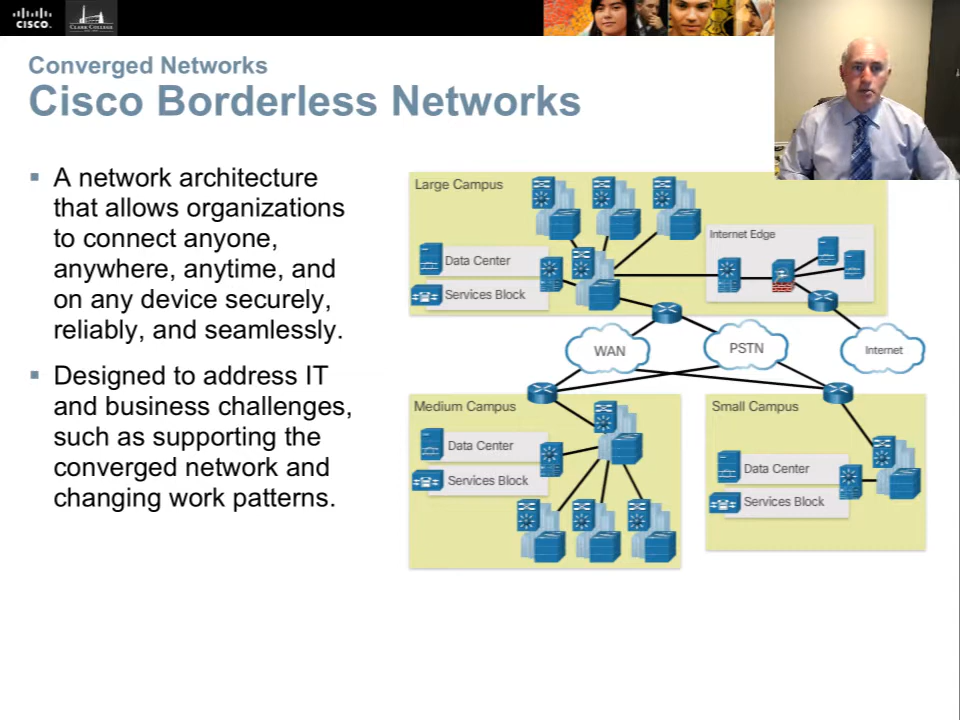 CISCO.
CLARK COLLEGE
Converged Networks
Cisco Borderless Networks
A network architecture
that allows organizations
to connect anyone,
anywhere, anytime, and
on any device securely,
reliably, and seamlessly.
Designed to address IT
and business challenges,
such as supporting the
converged network and
changing work patterns.
Large Campus
Internet Edge
Data Center
Services Block
WAN
PSTN
Internet
Medium Campus
Data Center
Services Block
Small Campus
Data Center
Services Block